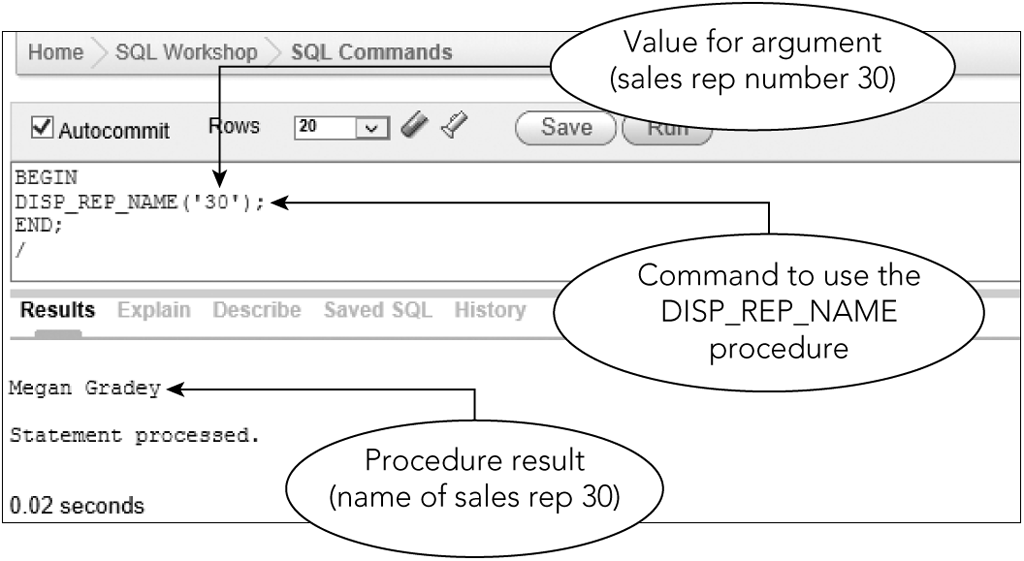 Home SQL Workshop SQL Commands
Value for argument
(sales rep number 30)
Autocommit Rows 20 Save Run
BEGIN
DISP_REP_NAME('30');
END;
/
Command to use the
DISP_REP_NAME
procedure
Results Explain Describe Saved SQL History
Megan Gradey
Statement processed.
Procedure result
(name of sales rep 30)
0.02 seconds